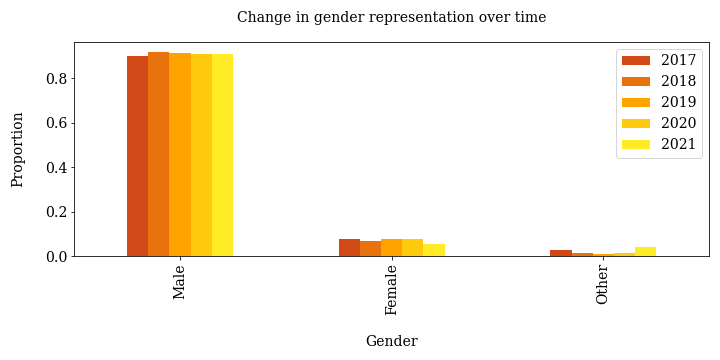 Change in gender representation over time
Proportion
0.8
0.6
0.4
0.2
0.0
2017
2018
2019
2020
2021
Male
Female
Other
Gender